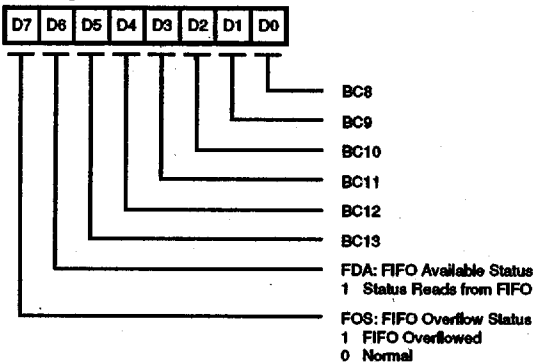 D7 D6 D5 D4 D3 D2 D1 D0
BC8
BC9
BC10
BC11
BC12
BC13
FDA: FIFO Available Status
1 Status Reads from FIFO
FOS: FIFO Overflow Status
1 FIFO Overflowed
0 Normal